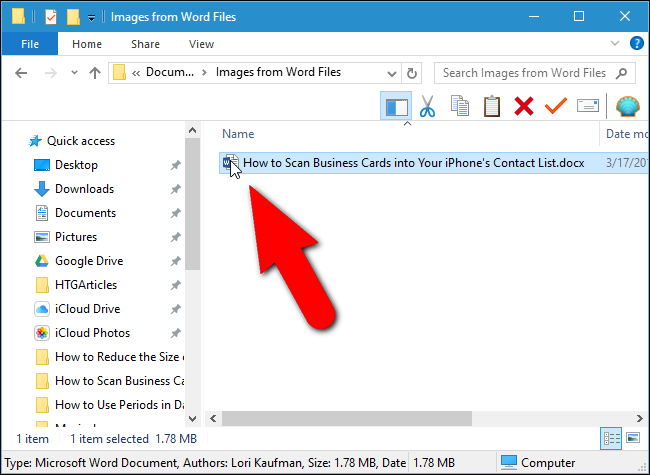 Images from Word Files
File Home Share View
« Docum... > Images from Word Files
Search Images from Word Files
Name
Date mo
Quick access
How to Scan Business Cards into Your iPhone's Contact List.docx
3/17/201
Desktop
Downloads
Documents
Pictures
Google Drive
HTGArticles
iCloud Drive
iCloud Photos
How to Reduce the Size
How to Scan Business Ca
How to Use Periods in Da
1 item 1 item selected 1.78 MB
Type: Microsoft Word Document, Authors: Lori Kaufman, Size: 1.78 MB, Date
1.78 MB
Computer